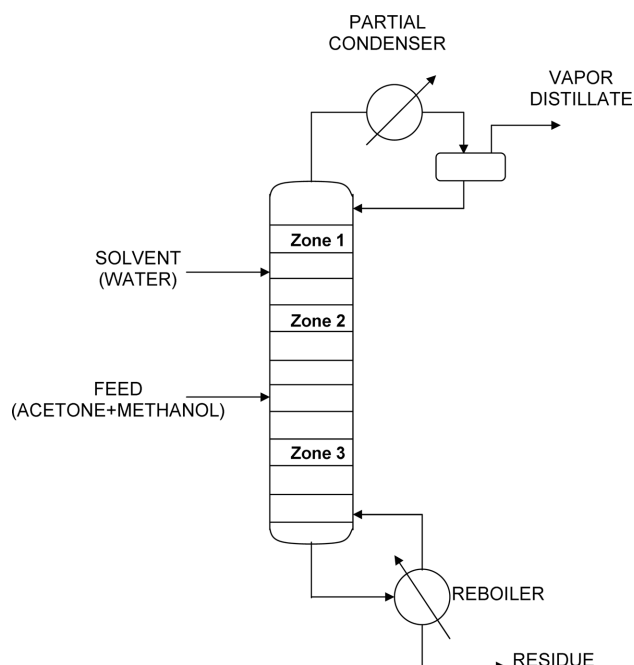 PARTIAL
CONDENSER
VAPOR
DISTILLATE
Zone 1
SOLVENT
(WATER)
Zone 2
FEED
(ACETONE+METHANOL)
Zone 3
REBOILER
RESIDUE